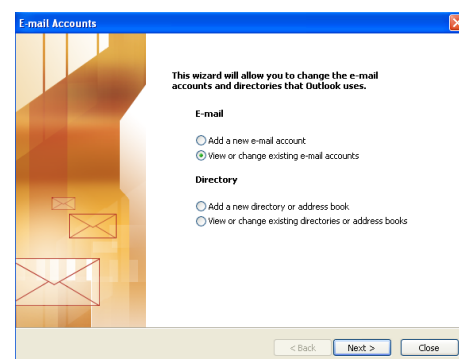 E-mail Accounts
This wizard will allow you to change the e-mail
accounts and directories that Outlook uses.
E-mail
Add a new e-mail account
View or change existing e-mail accounts
Directory
Add a new directory or address book
View or change existing directories or address books
< Back Next > Close